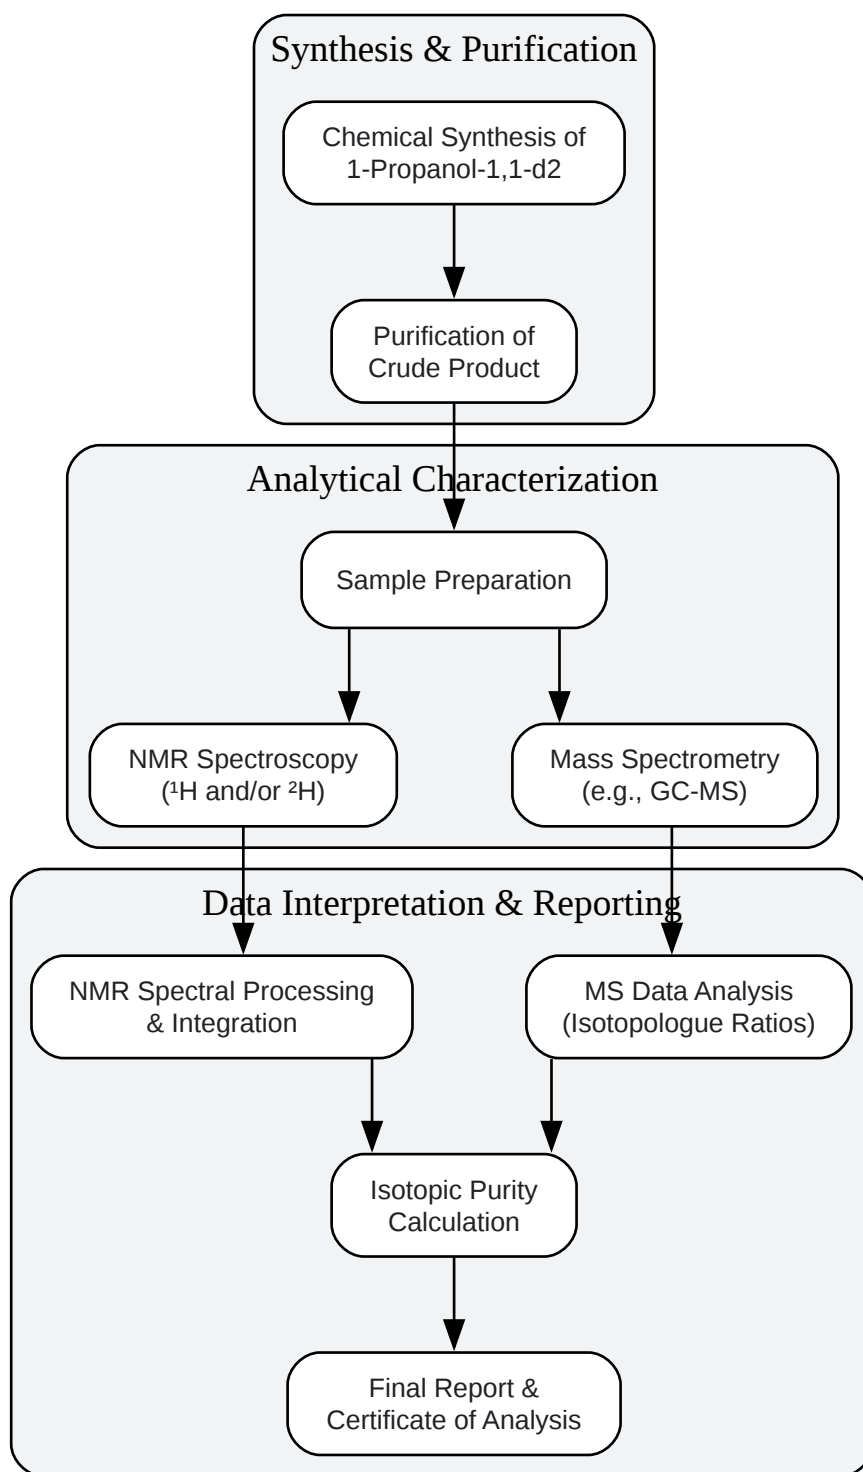 Synthesis & Purification
Chemical Synthesis of
1-Propanol-1,1-d2
Purification of
Crude Product
Analytical Characterization
Sample Preparation
NMR Spectroscopy
(¹H and/or ²H)
Mass Spectrometry
(e.g., GC-MS)
Data Interpretation & Reporting
NMR Spectral Processing
& Integration
MS Data Analysis
(Isotopologue Ratios)
Isotopic Purity
Calculation
Final Report &
Certificate of Analysis